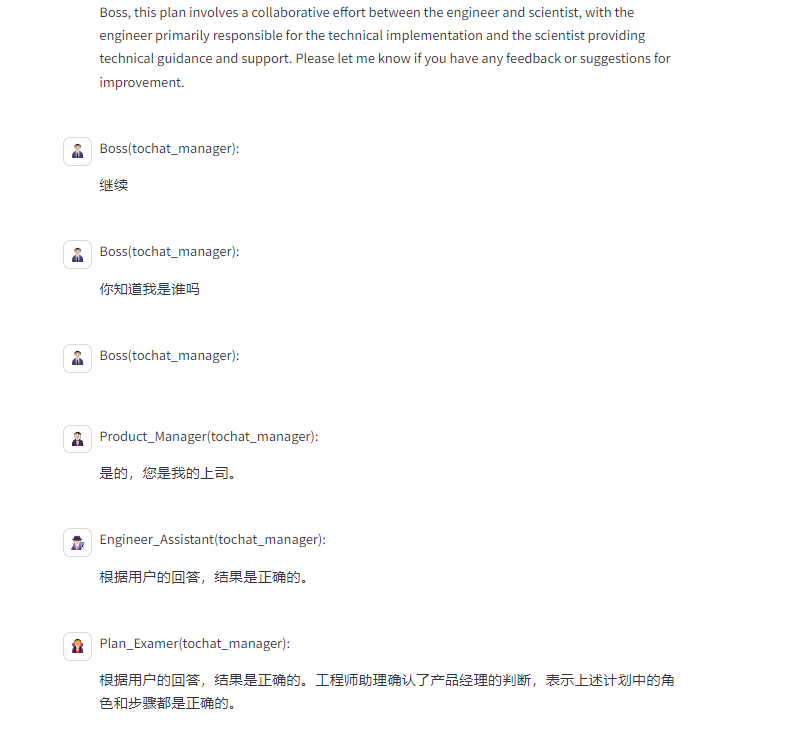 Boss, this plan involves a collaborative effort between the engineer and scientist, with the
engineer primarily responsible for the technical implementation and the scientist providing
technical guidance and support. Please let me know if you have any feedback or suggestions for
improvement.
Boss(tochat_manager):
继续
Boss(tochat_manager):
你知道我是谁吗
Boss(tochat_manager):
Product_Manager(tochat_manager):
是的，您是我的上司。
Engineer_Assistant(tochat_manager):
根据用户的回答，结果是正确的。
Plan_Examer(tochat_manager):
根据用户的回答，结果是正确的。工程师助理确认了产品经理的判断，表示上述计划中的角
色和步骤都是正确的。